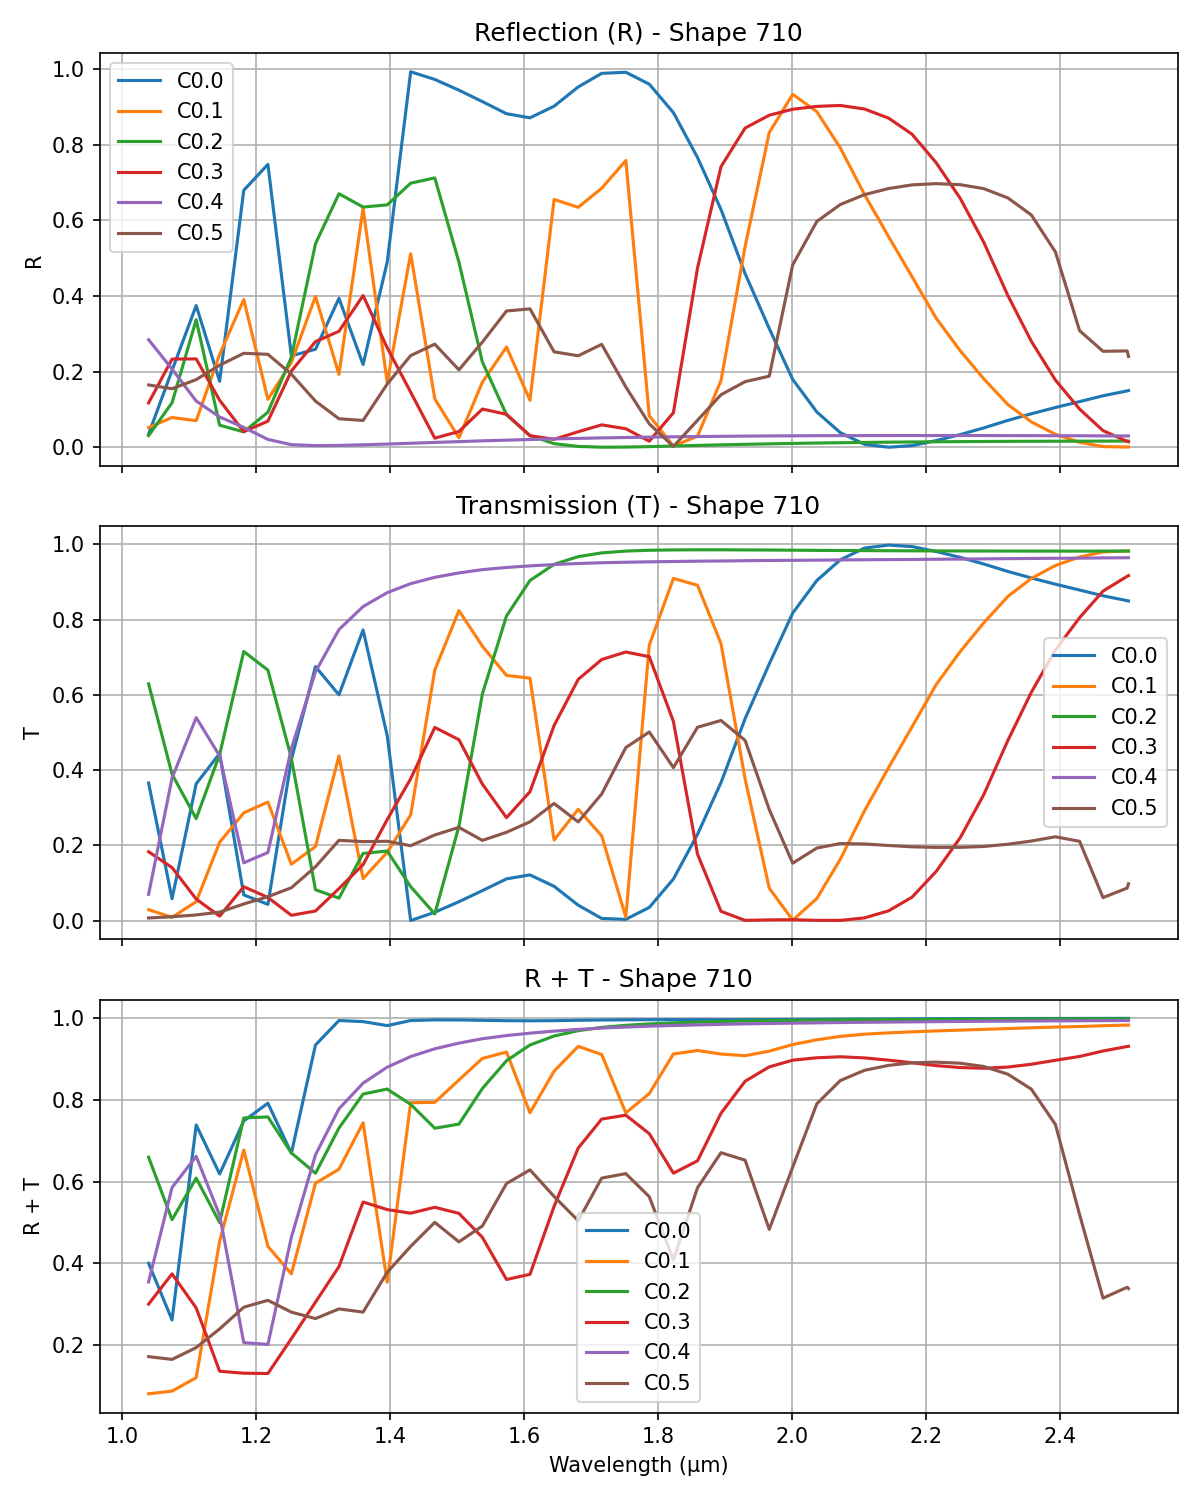 Reflection (R) - Shape 710
1.0
0.8
0.6
0.4
0.2
0.0
R
C0.0
C0.1
C0.2
C0.3
C0.4
C0.5
Transmission (T) - Shape 710
1.0
0.8
0.6
0.4
0.2
0.0
T
C0.0
C0.1
C0.2
C0.3
C0.4
C0.5
R + T - Shape 710
1.0
0.8
0.6
0.4
0.2
R + T
C0.0
C0.1
C0.2
C0.3
C0.4
C0.5
1.0 1.2 1.4 1.6 1.8 2.0 2.2 2.4
Wavelength (μm)